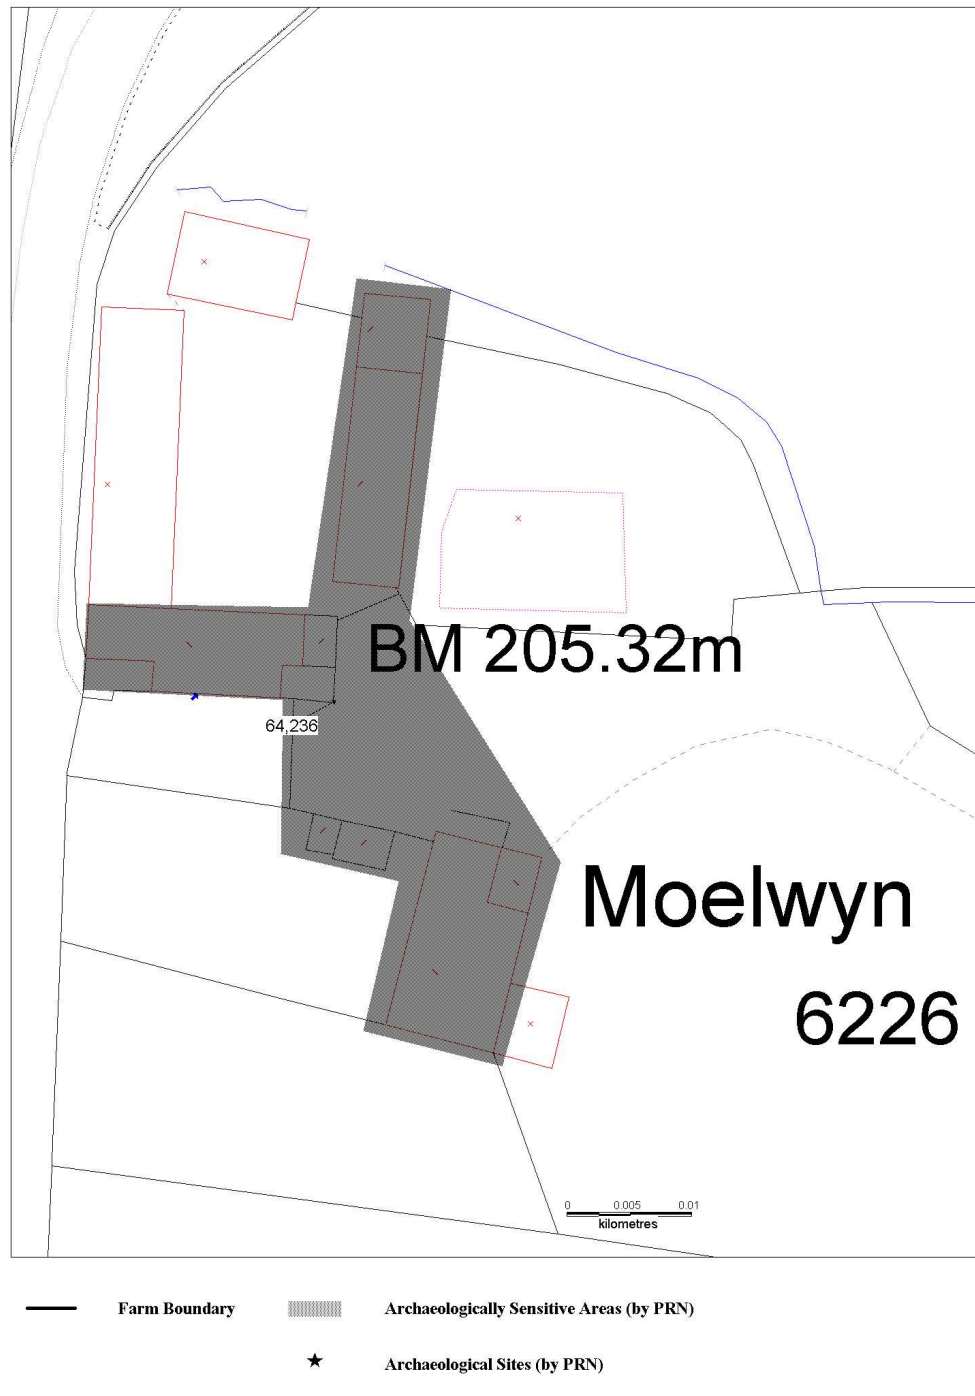 BM 205.32m
64,236
Moelwyn
6226
0 0.005 0.01
kilometres
Farm Boundary
Archaeologically Sensitive Areas (by PRN)
Archaeological Sites (by PRN)